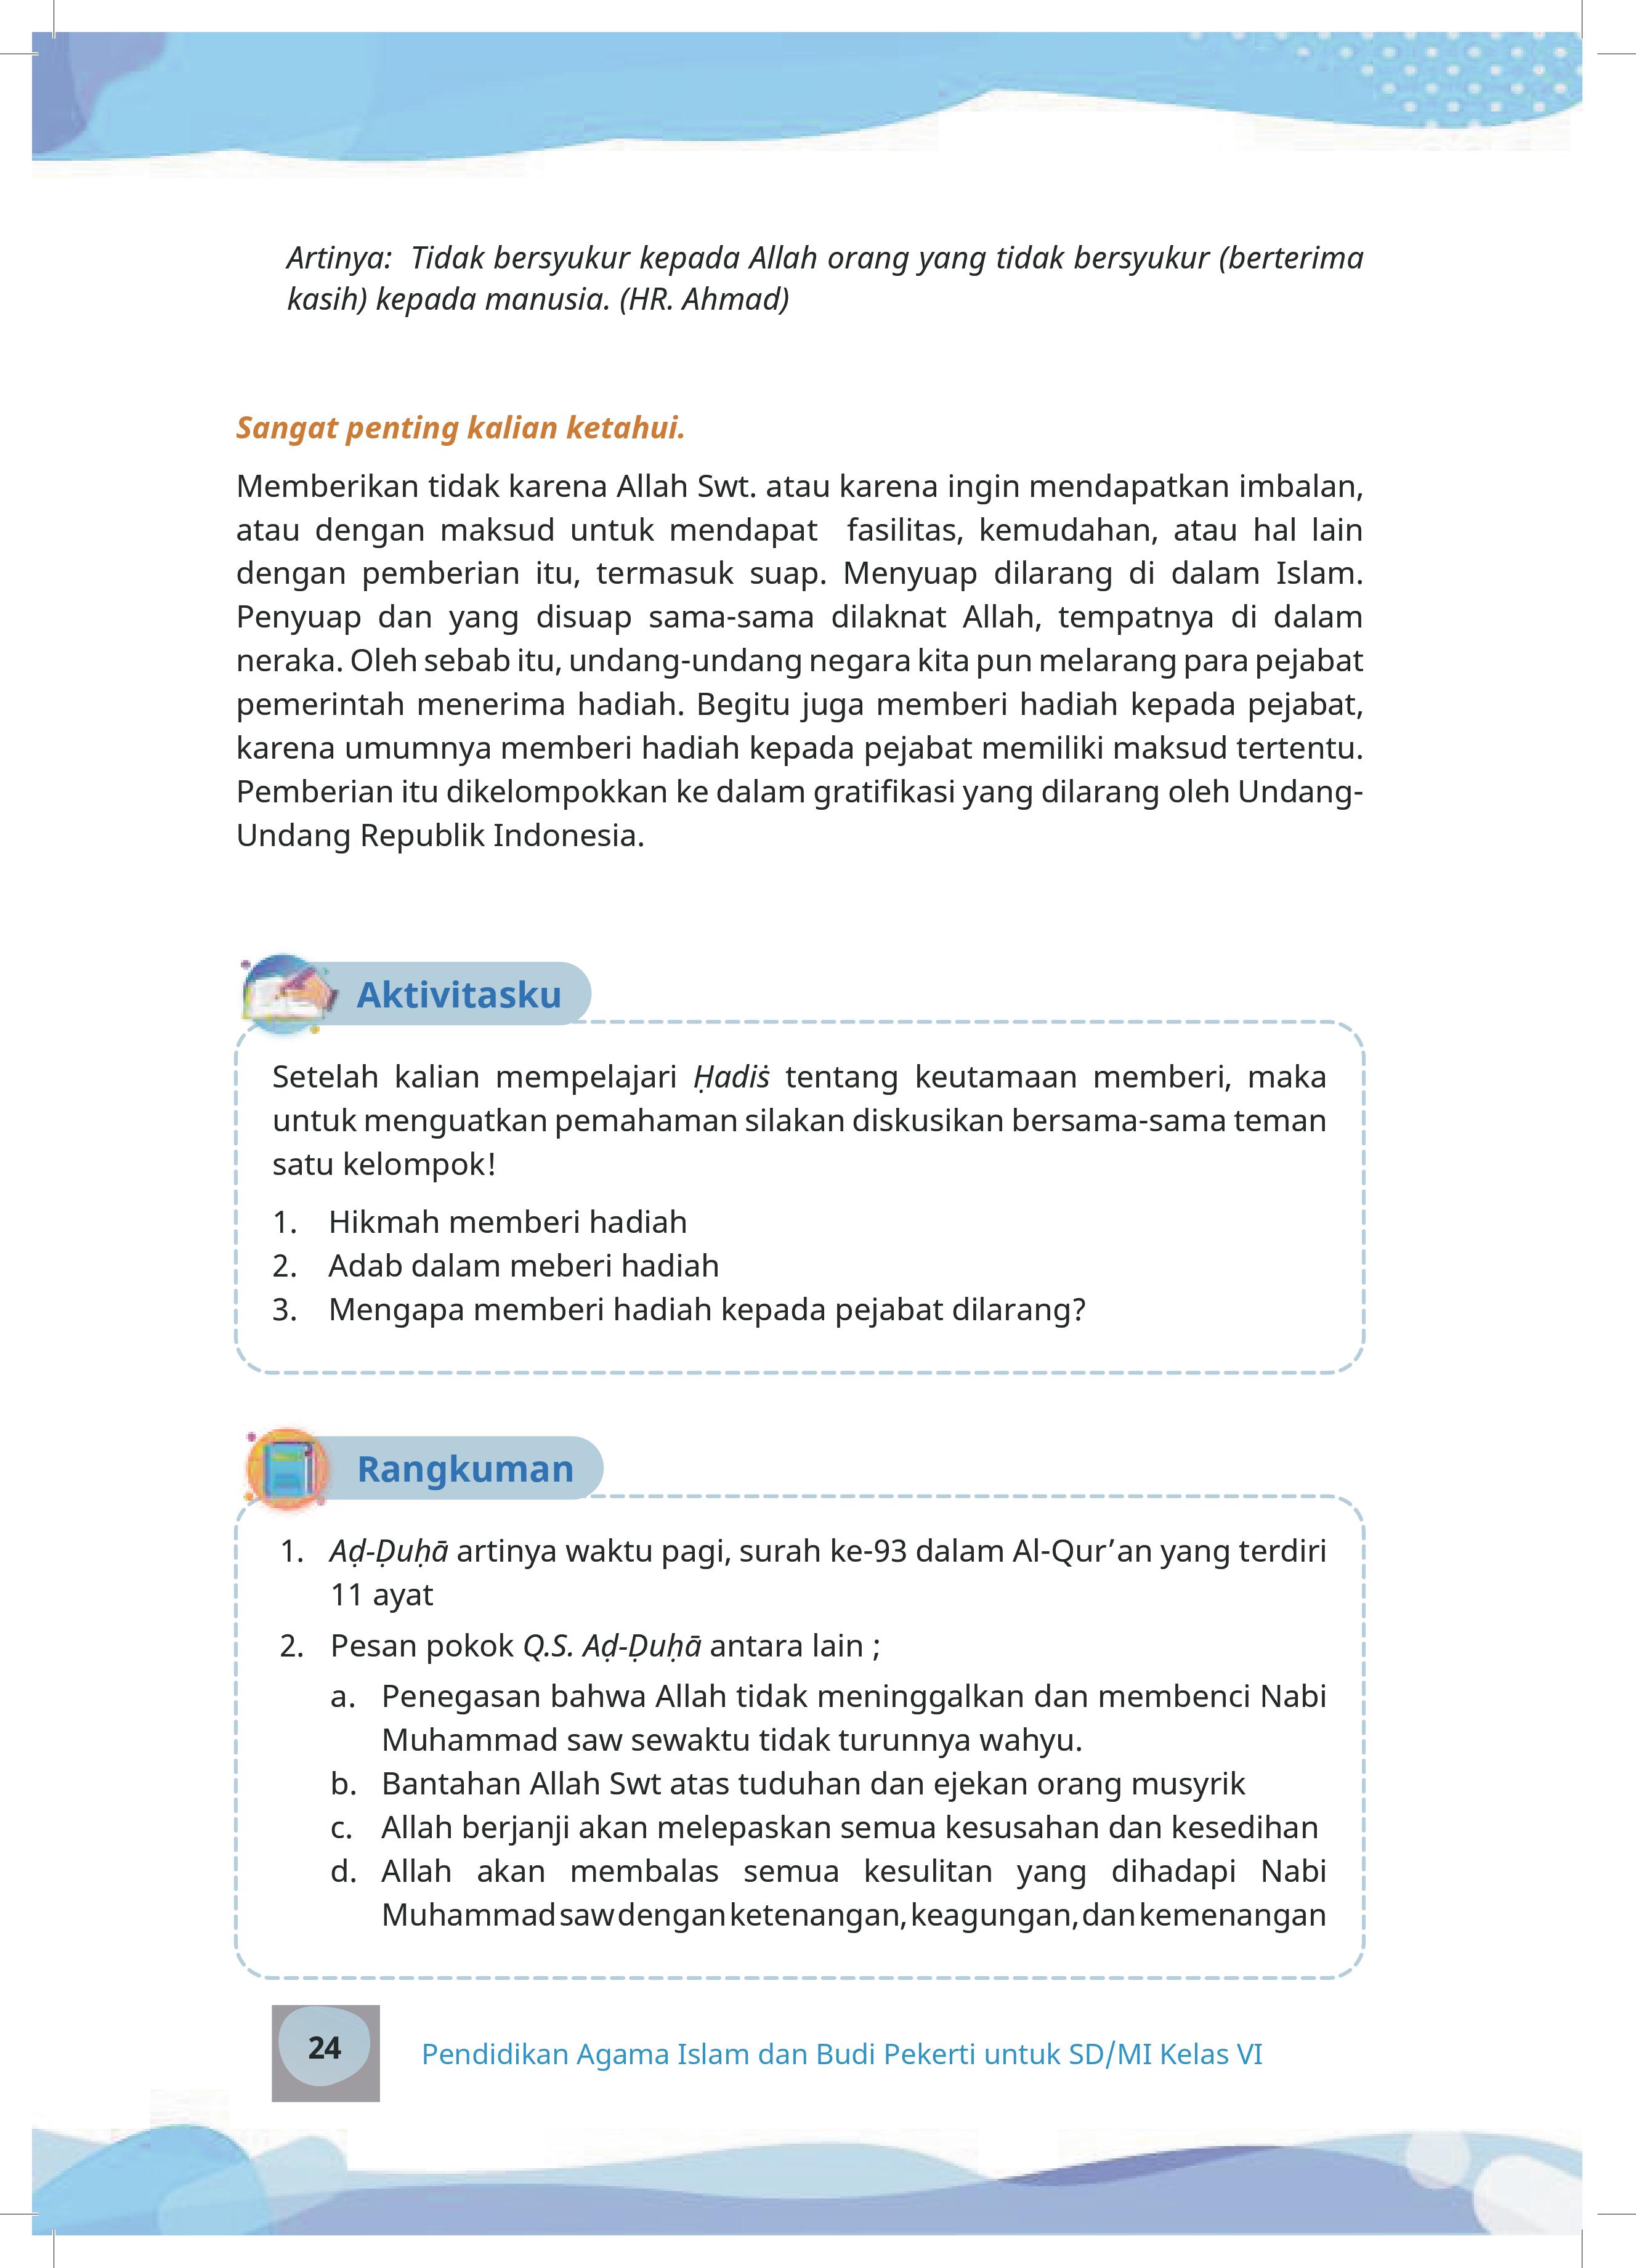 Artinya: Tidak bersyukur kepada Allah orang yang tidak bersyukur (berterima
kasih) kepada manusia. (HR. Ahmad)
Sangat penting kalian ketahui.
Memberikan tidak karena Allah Swt. atau karena ingin mendapatkan imbalan,
atau dengan maksud untuk mendapat fasilitas, kemudahan, atau hal lain
dengan pemberian itu, termasuk suap. Menyuap dilarang di dalam Islam.
Penyuap dan yang disuap sama-sama dilaknat Allah, tempatnya di dalam
neraka. Oleh sebab itu, undang-undang negara kita pun melarang para pejabat
pemerintah menerima hadiah. Begitu juga memberi hadiah kepada pejabat,
karena umumnya memberi hadiah kepada pejabat memiliki maksud tertentu.
Pemberian itu dikelompokkan ke dalam gratifikasi yang dilarang oleh Undang-
Undang Republik Indonesia.
Aktivitasku
Setelah kalian mempelajari Ḥadiṡ tentang keutamaan memberi, maka
untuk menguatkan pemahaman silakan diskusikan bersama-sama teman
satu kelompok!
1. Hikmah memberi hadiah
2. Adab dalam meberi hadiah
3. Mengapa memberi hadiah kepada pejabat dilarang?
Rangkuman
1. Aḍ-Ḍuḥā artinya waktu pagi, surah ke-93 dalam Al-Qur’an yang terdiri
11 ayat
2. Pesan pokok Q.S. Aḍ-Ḍuḥā antara lain ;
a. Penegasan bahwa Allah tidak meninggalkan dan membenci Nabi
Muhammad saw sewaktu tidak turunnya wahyu.
b. Bantahan Allah Swt atas tuduhan dan ejekan orang musyrik
c. Allah berjanji akan melepaskan semua kesusahan dan kesedihan
d. Allah akan membalas semua kesulitan yang dihadapi Nabi
Muhammad saw dengan ketenangan, keagungan, dan kemenangan
24 Pendidikan Agama Islam dan Budi Pekerti untuk SD/MI Kelas VI